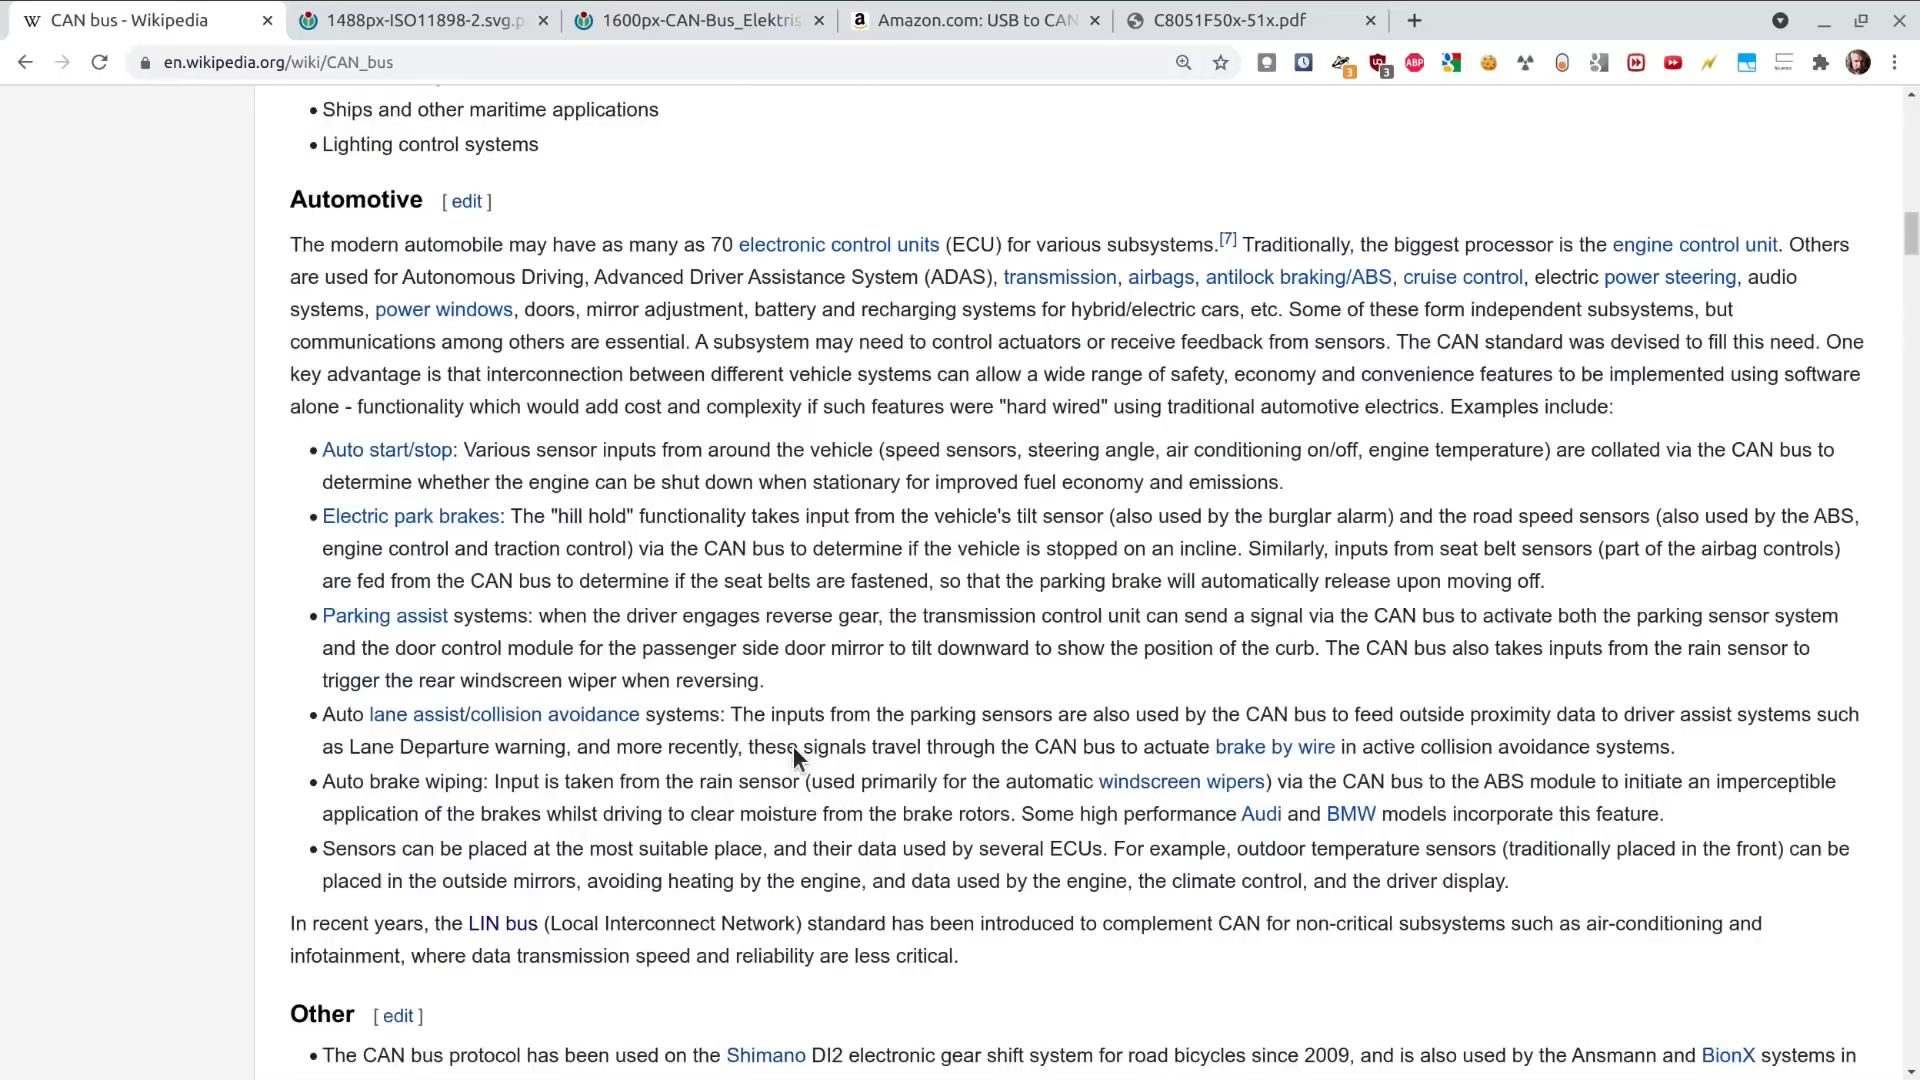 CAN bus - Wikipedia
1488px-ISO11898-2.svg.p
1600px-CAN-Bus_Elektris
Amazon.com: USB to CAN
C8051F50x-51x.pdf
en.wikipedia.org/wiki/CAN_bus
3
3
ABP
• Ships and other maritime applications
• Lighting control systems
Automotive [ edit ]
The modern automobile may have as many as 70 electronic control units (ECU) for various subsystems.[7] Traditionally, the biggest processor is the engine control unit. Others
are used for Autonomous Driving, Advanced Driver Assistance System (ADAS), transmission, airbags, antilock braking/ABS, cruise control, electric power steering, audio
systems, power windows, doors, mirror adjustment, battery and recharging systems for hybrid/electric cars, etc. Some of these form independent subsystems, but
communications among others are essential. A subsystem may need to control actuators or receive feedback from sensors. The CAN standard was devised to fill this need. One
key advantage is that interconnection between different vehicle systems can allow a wide range of safety, economy and convenience features to be implemented using software
alone - functionality which would add cost and complexity if such features were "hard wired" using traditional automotive electrics. Examples include:
• Auto start/stop: Various sensor inputs from around the vehicle (speed sensors, steering angle, air conditioning on/off, engine temperature) are collated via the CAN bus to
determine whether the engine can be shut down when stationary for improved fuel economy and emissions.
• Electric park brakes: The "hill hold" functionality takes input from the vehicle's tilt sensor (also used by the burglar alarm) and the road speed sensors (also used by the ABS,
engine control and traction control) via the CAN bus to determine if the vehicle is stopped on an incline. Similarly, inputs from seat belt sensors (part of the airbag controls)
are fed from the CAN bus to determine if the seat belts are fastened, so that the parking brake will automatically release upon moving off.
• Parking assist systems: when the driver engages reverse gear, the transmission control unit can send a signal via the CAN bus to activate both the parking sensor system
and the door control module for the passenger side door mirror to tilt downward to show the position of the curb. The CAN bus also takes inputs from the rain sensor to
trigger the rear windscreen wiper when reversing.
• Auto lane assist/collision avoidance systems: The inputs from the parking sensors are also used by the CAN bus to feed outside proximity data to driver assist systems such
as Lane Departure warning, and more recently, these signals travel through the CAN bus to actuate brake by wire in active collision avoidance systems.
• Auto brake wiping: Input is taken from the rain sensor (used primarily for the automatic windscreen wipers) via the CAN bus to the ABS module to initiate an imperceptible
application of the brakes whilst driving to clear moisture from the brake rotors. Some high performance Audi and BMW models incorporate this feature.
• Sensors can be placed at the most suitable place, and their data used by several ECUs. For example, outdoor temperature sensors (traditionally placed in the front) can be
placed in the outside mirrors, avoiding heating by the engine, and data used by the engine, the climate control, and the driver display.
In recent years, the LIN bus (Local Interconnect Network) standard has been introduced to complement CAN for non-critical subsystems such as air-conditioning and
infotainment, where data transmission speed and reliability are less critical.
Other [ edit ]
• The CAN bus protocol has been used on the Shimano DI2 electronic gear shift system for road bicycles since 2009, and is also used by the Ansmann and BionX systems in